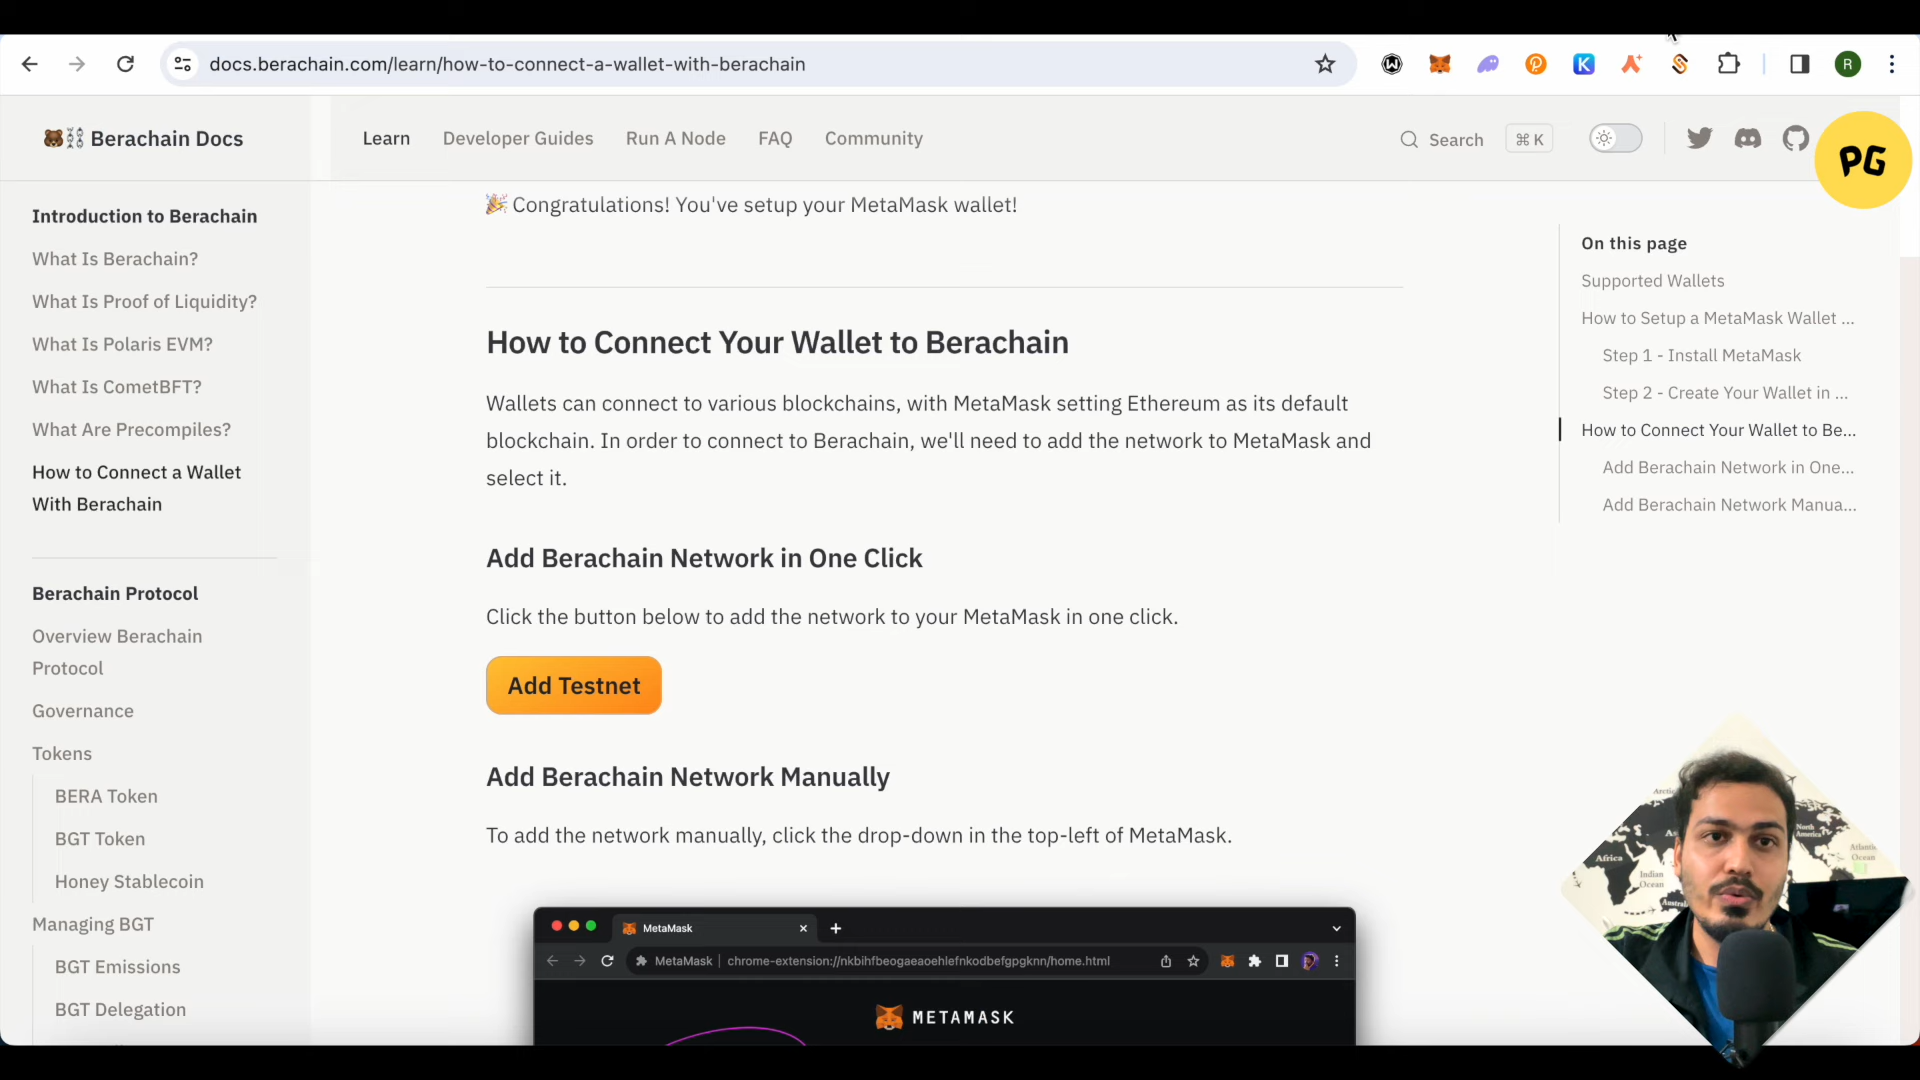 docs.berachain.com/learn/how-to-connect-a-wallet-with-berachain
R
🐻⛓ Berachain Docs
Learn
Developer Guides
Run A Node
FAQ
Community
Search
⌘ K
PG
Introduction to Berachain
What Is Berachain?
What Is Proof of Liquidity?
What Is Polaris EVM?
What Is CometBFT?
What Are Precompiles?
How to Connect a Wallet
With Berachain
Berachain Protocol
Overview Berachain
Protocol
Governance
Tokens
BERA Token
BGT Token
Honey Stablecoin
Managing BGT
BGT Emissions
BGT Delegation
🎉 Congratulations! You've setup your MetaMask wallet!
How to Connect Your Wallet to Berachain
Wallets can connect to various blockchains, with MetaMask setting Ethereum as its default
blockchain. In order to connect to Berachain, we'll need to add the network to MetaMask and
select it.
Add Berachain Network in One Click
Click the button below to add the network to your MetaMask in one click.
Add Testnet
Add Berachain Network Manually
To add the network manually, click the drop-down in the top-left of MetaMask.
MetaMask
MetaMask | chrome-extension://nkbihfbeogaeaoehlefnkodbefgpgknn/home.html
METAMASK
On this page
Supported Wallets
How to Setup a MetaMask Wallet ...
Step 1 - Install MetaMask
Step 2 - Create Your Wallet in ...
How to Connect Your Wallet to Be...
Add Berachain Network in One...
Add Berachain Network Manua...
Africa
Indian
Ocean
North
America
Atlantic
Ocean